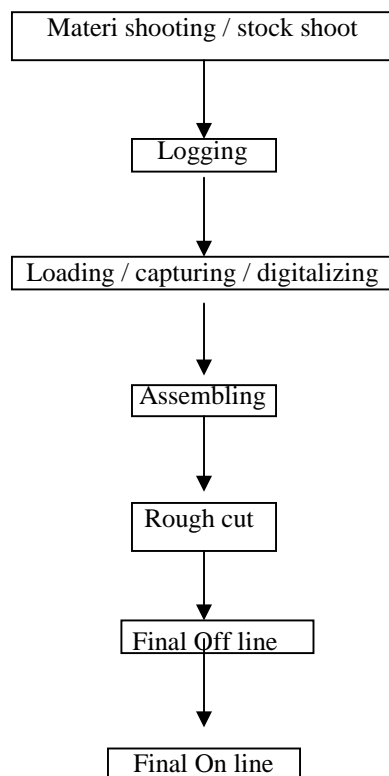 Materi shooting / stock shoot
Logging
Loading / capturing / digitalizing
Assembling
Rough cut
Final Off line
Final On line